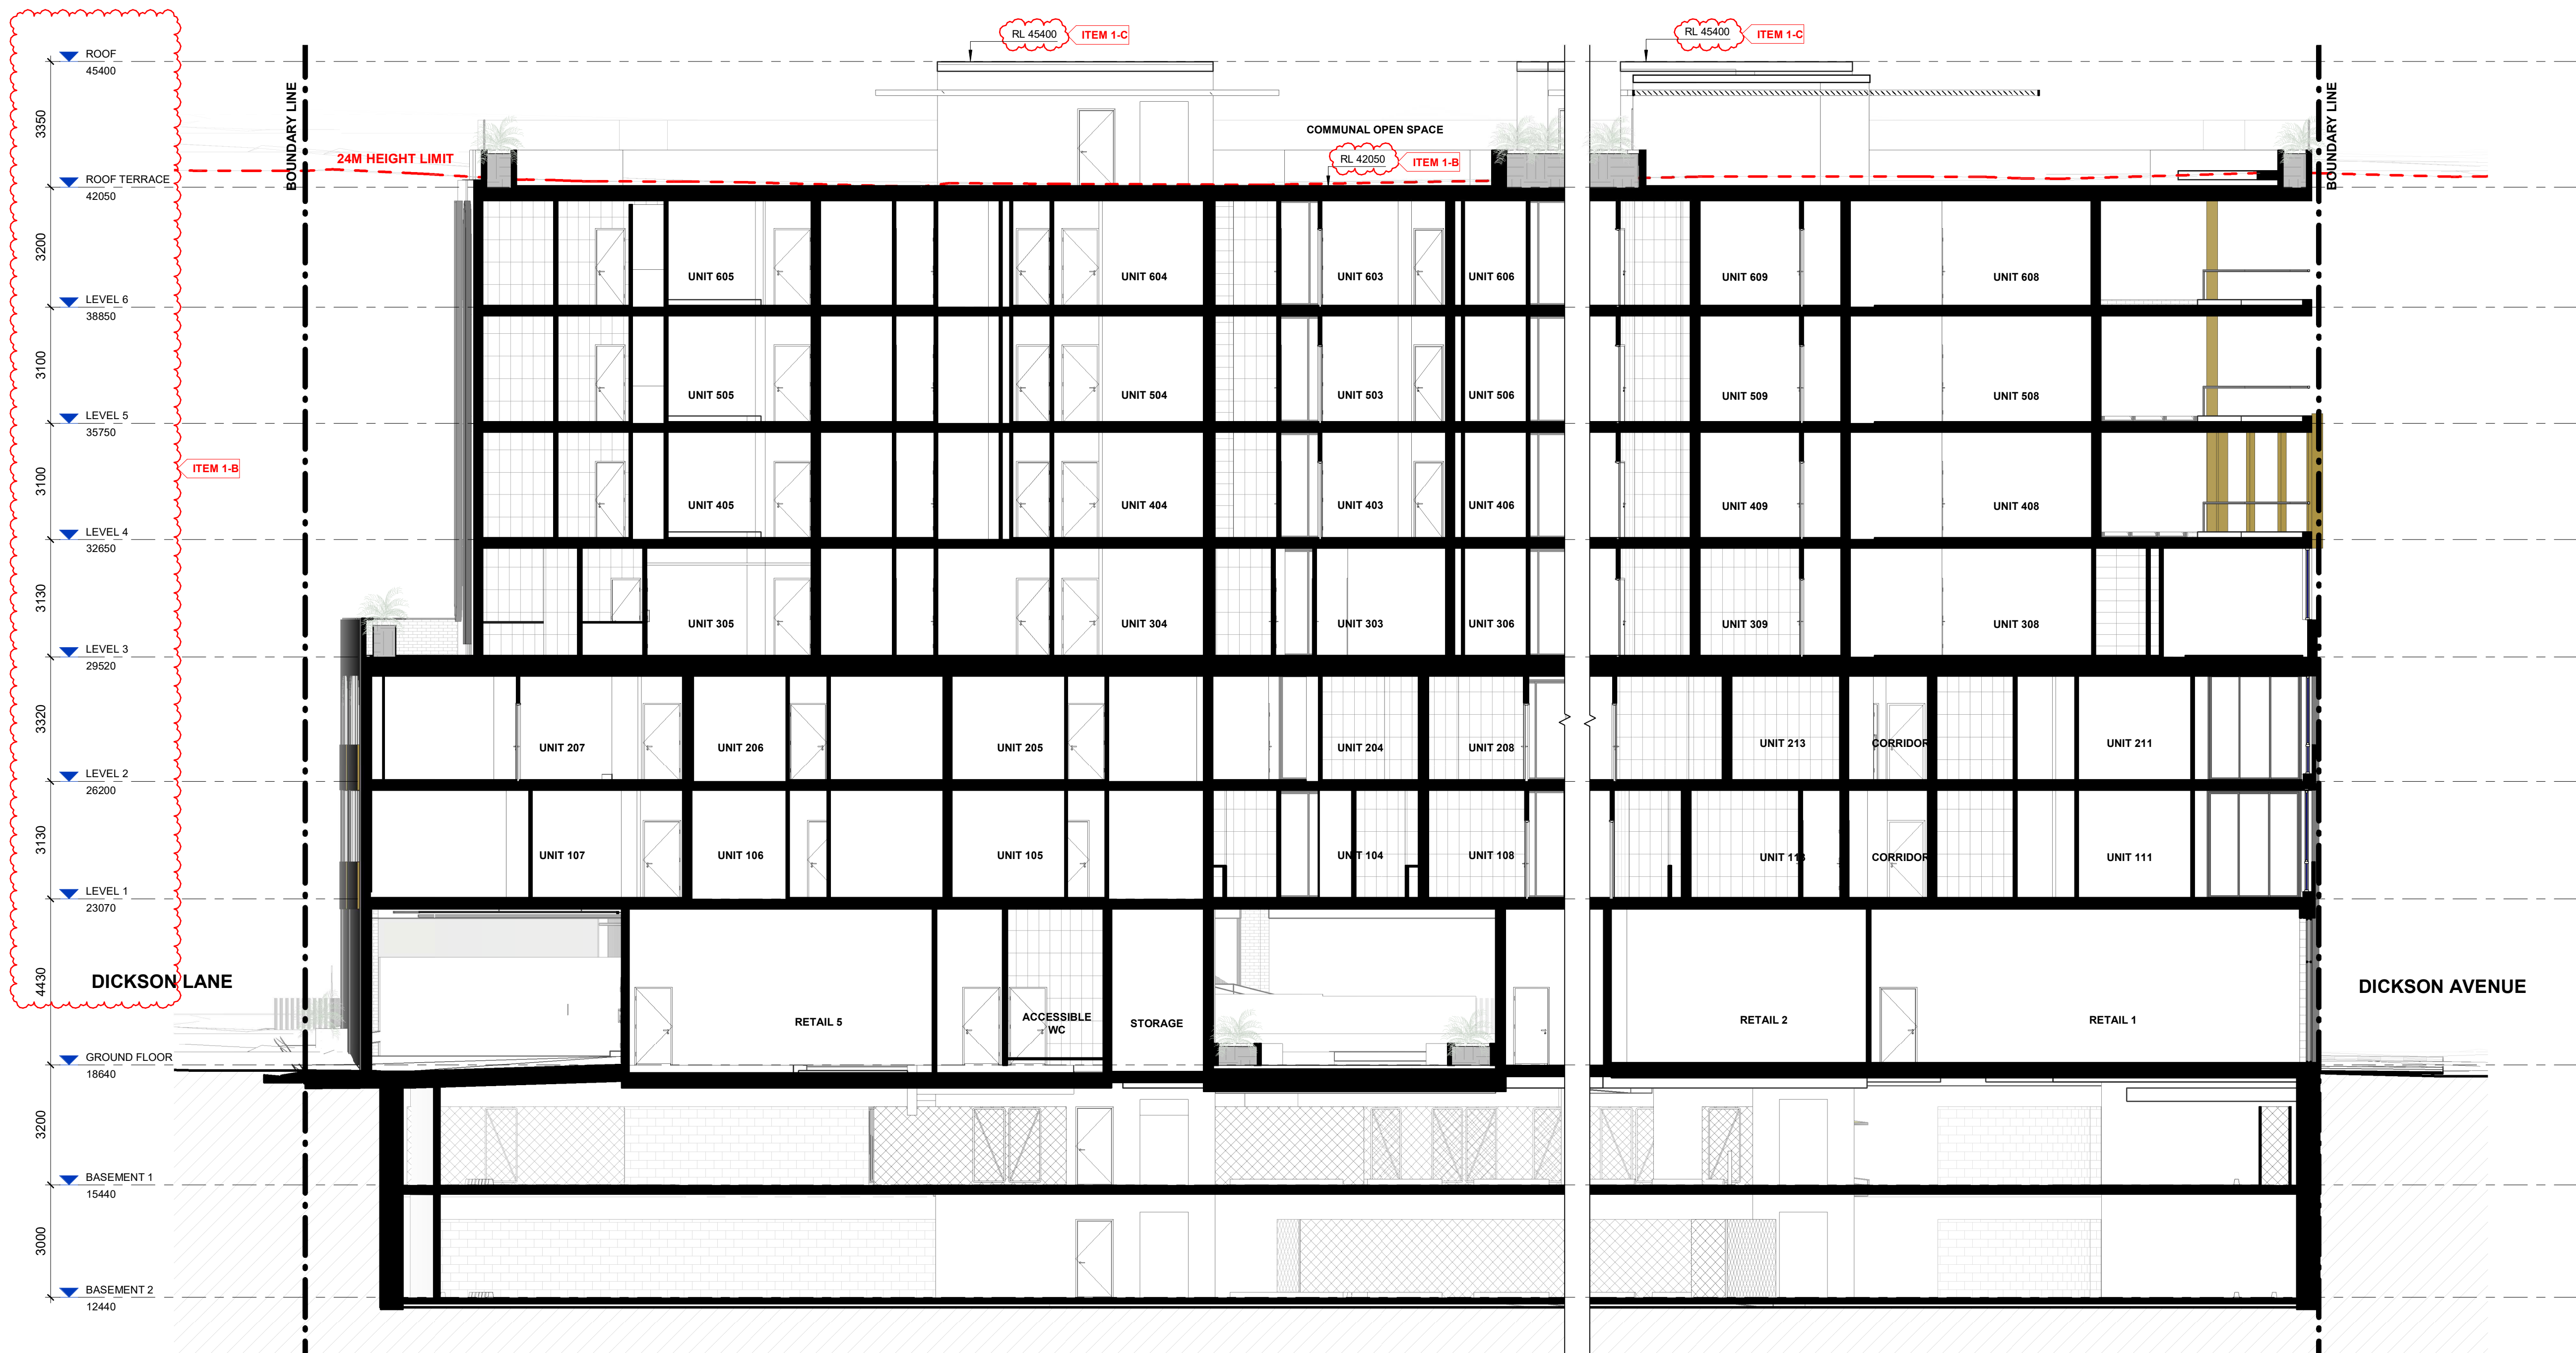 RL 45400
ITEM 1-C
RL 45400
ITEM 1-C
ROOF
45400
3350
BOUNDARY LINE
BOUNDARY LINE
COMMUNAL OPEN SPACE
24M HEIGHT LIMIT
RL 42050
ITEM 1-B
ROOF TERRACE
42050
3200
UNIT 605
UNIT 604
UNIT 603
UNIT 606
UNIT 609
UNIT 608
LEVEL 6
38850
3100
UNIT 505
UNIT 504
UNIT 503
UNIT 506
UNIT 509
UNIT 508
LEVEL 5
35750
ITEM 1-B
3100
UNIT 405
UNIT 404
UNIT 403
UNIT 406
UNIT 409
UNIT 408
LEVEL 4
32650
3130
UNIT 305
UNIT 304
UNIT 303
UNIT 306
UNIT 309
UNIT 308
LEVEL 3
29520
3320
UNIT 207
UNIT 206
UNIT 205
UNIT 204
UNIT 208
UNIT 213
CORRIDOR
UNIT 211
LEVEL 2
26200
3130
UNIT 107
UNIT 106
UNIT 105
UNIT 104
UNIT 108
UNIT
CORRIDOR
UNIT 111
LEVEL 1
23070
4430
DICKSON LANE
DICKSON AVENUE
RETAIL 5
ACCESSIBLE
WC
STORAGE
RETAIL 2
RETAIL 1
GROUND FLOOR
18640
3200
BASEMENT 1
15440
3000
BASEMENT 2
12440